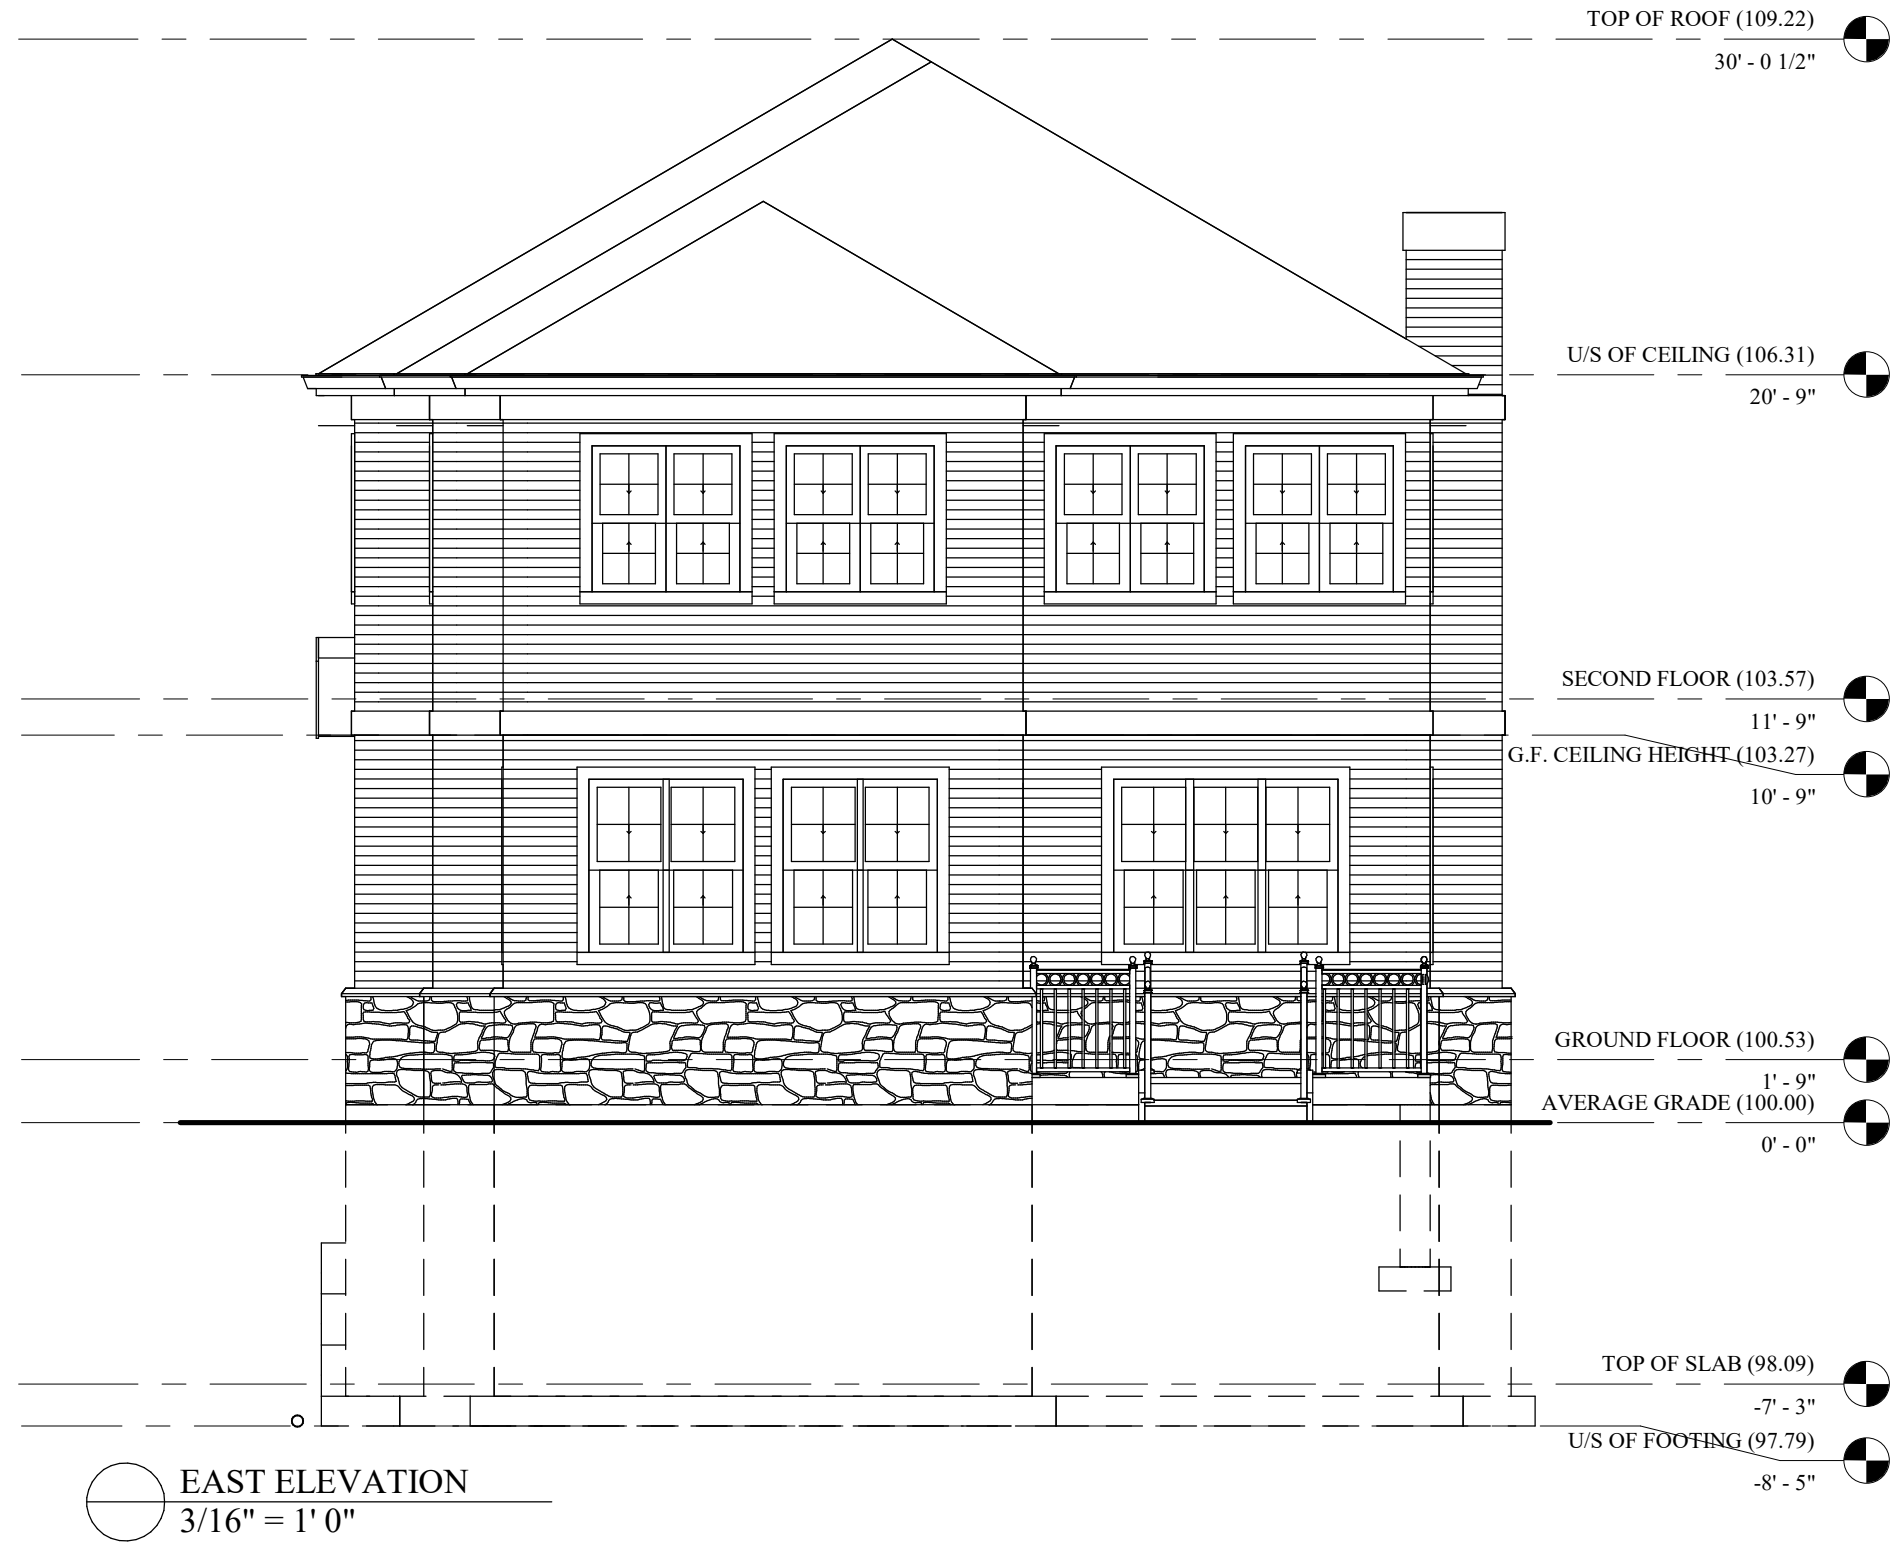 TOP OF ROOF (109.22)
30' - 0 1/2"
U/S OF CEILING (106.31)
20' - 9"
SECOND FLOOR (103.57)
11' - 9"
G.F. CEILING HEIGHT (103.27)
10' - 9"
GROUND FLOOR (100.53)
1' - 9"
AVERAGE GRADE (100.00)
0' - 0"
TOP OF SLAB (98.09)
-7' - 3"
U/S OF FOOTING (97.79)
-8' - 5"
EAST ELEVATION
3/16" = 1' 0"